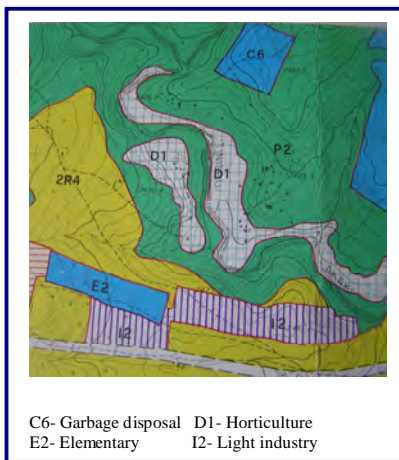 C6
P2
D1
D1
2R4
E2
I2
I2
C6- Garbage disposal D1- Horticulture
E2- Elementary I2- Light industry